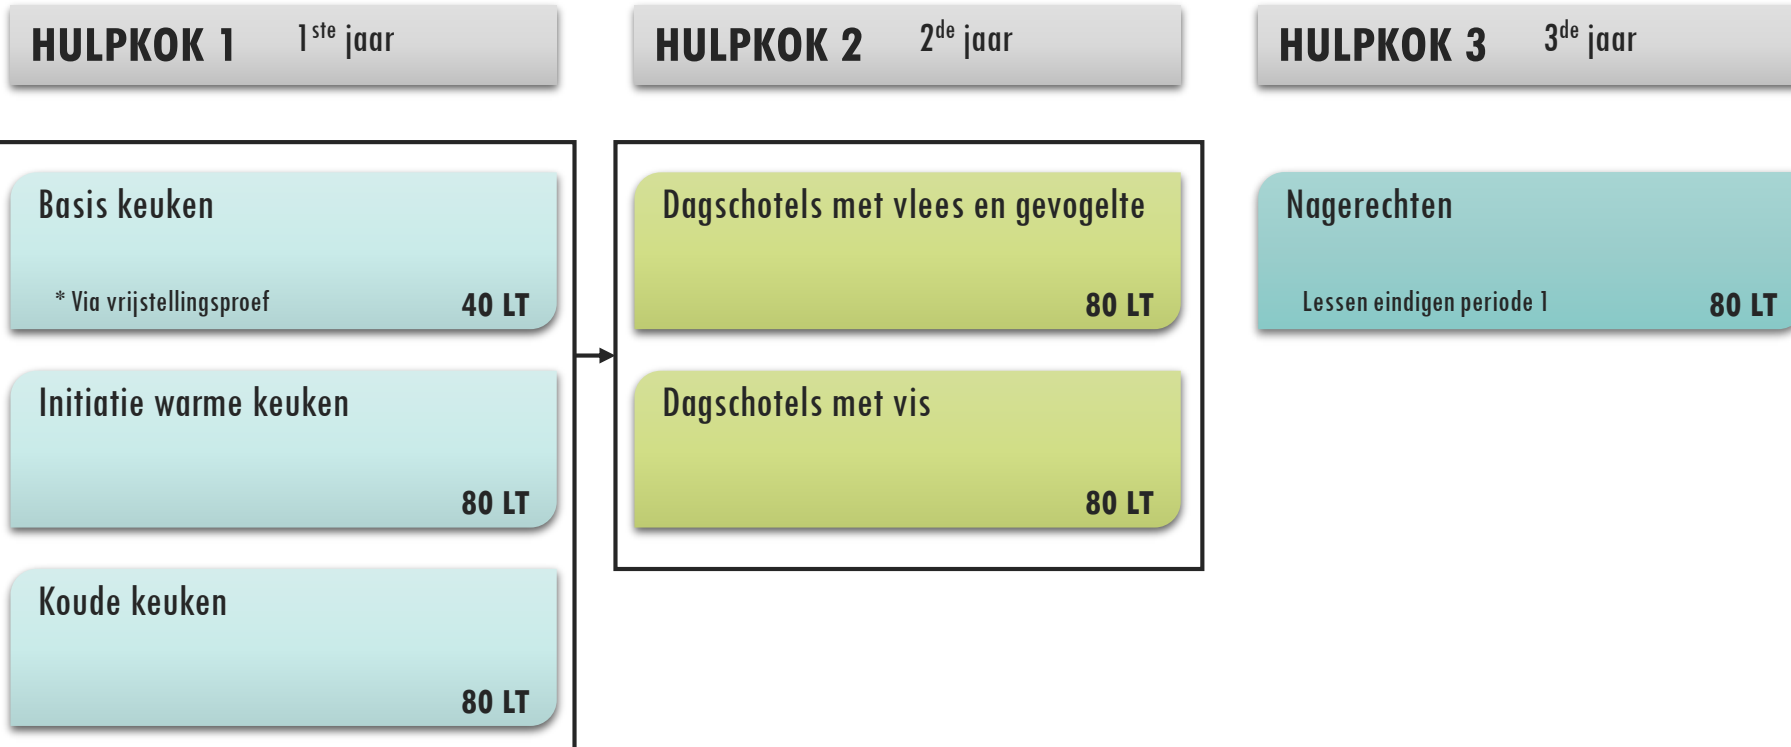 HULPKOK 1 1ste jaar
Basis keuken
* Via vrijstellingsproef 40 LT
Initiatie warme keuken
80 LT
Koude keuken
80 LT
HULPKOK 2 2de jaar
Dagschotels met vlees en gevogelte
80 LT
Dagschotels met vis
80 LT
HULPKOK 3 3de jaar
Nagerechten
Lessen eindigen periode 1 80 LT